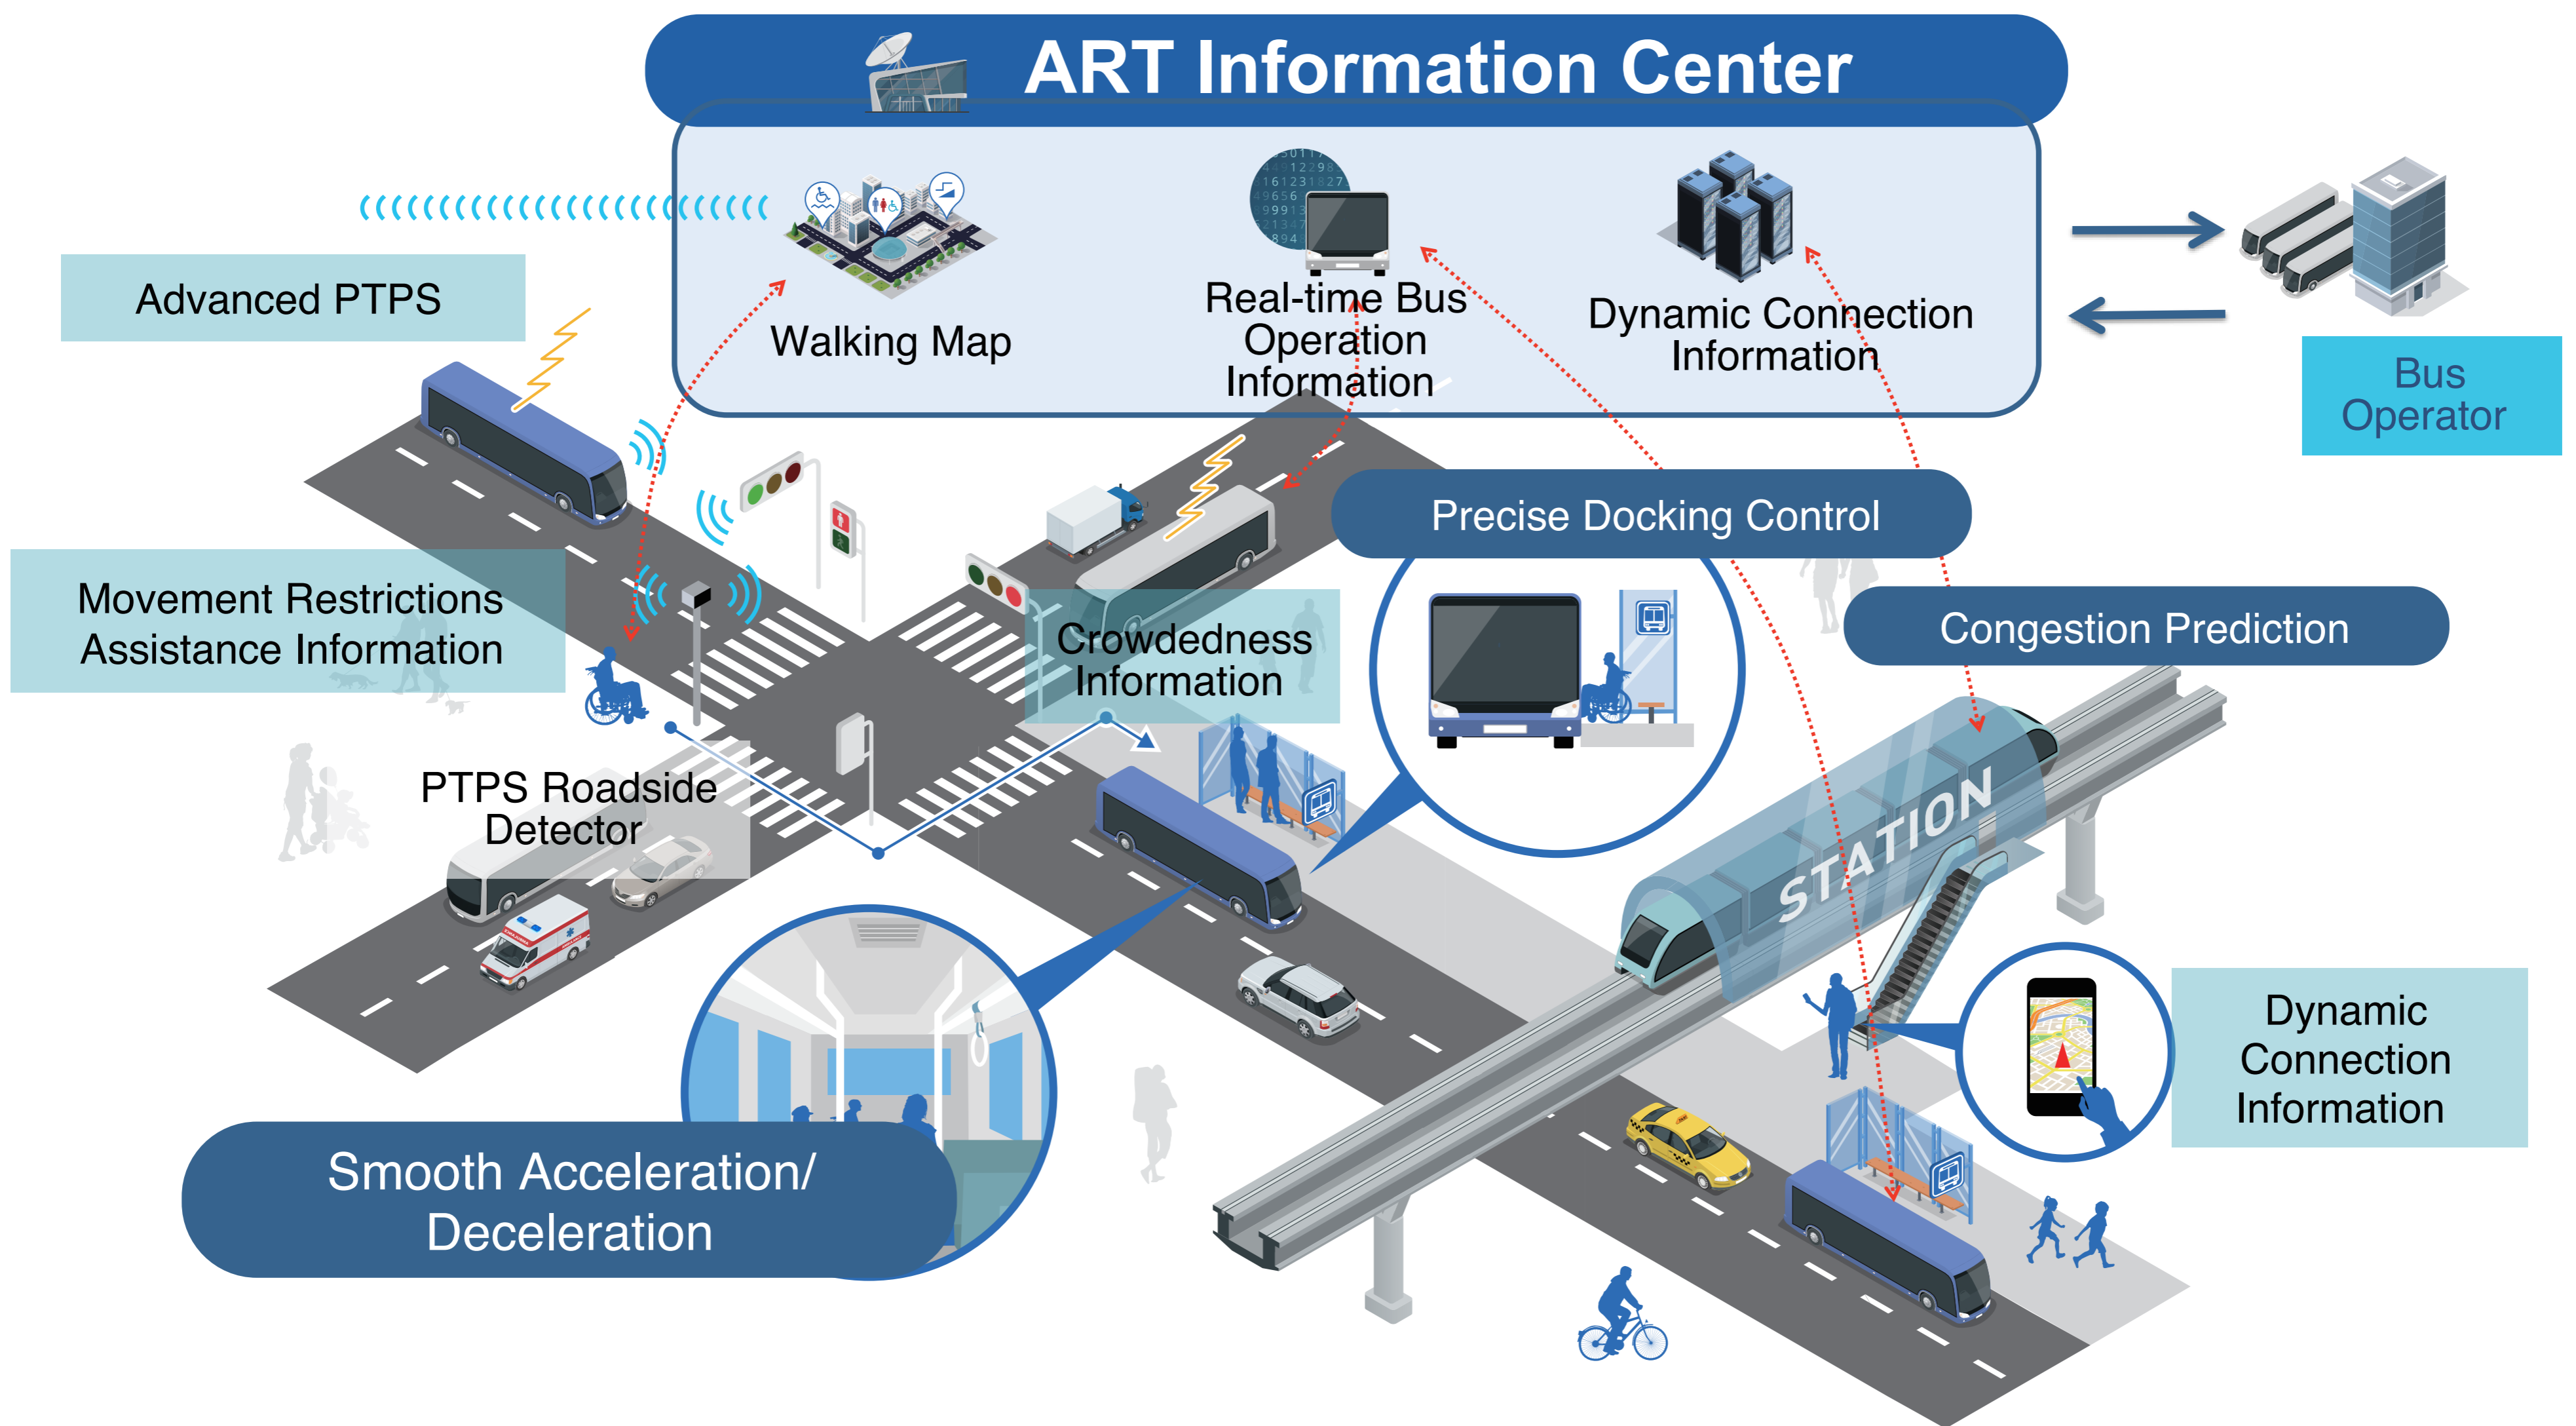 ART Information Center
Walking Map
Real-time Bus
Operation
Information
Dynamic Connection
Information
Advanced PTPS
Bus
Operator
Precise Docking Control
Movement Restrictions
Assistance Information
Crowdedness
Information
Congestion Prediction
PTPS Roadside
Detector
STATION
Dynamic
Connection
Information
Smooth Acceleration/
Deceleration